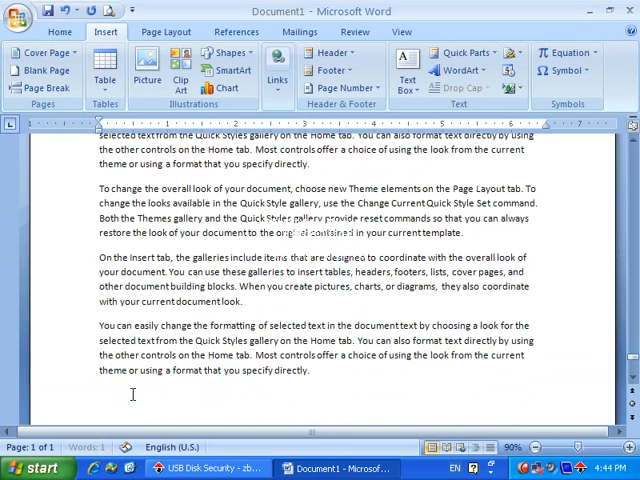 Document1 - Microsoft Word
Home Insert Page Layout References Mailings Review View
Cover Page Shapes Header Quick Parts Equation
Blank Page Table Picture Clip Art SmartArt Links Footer Text Box WordArt Symbol
Page Break Chart Page Number Drop Cap
Pages Tables Illustrations Header & Footer Text Symbols
1 1 2 3 4 5 6 7
selected text from the Quick Styles gallery on the Home tab. You can also format text directly by using
the other controls on the Home tab. Most controls offer a choice of using the look from the current
theme or using a format that you specify directly.
To change the overall look of your document, choose new Theme elements on the Page Layout tab. To
change the looks available in the Quick Style gallery, use the Change Current Quick Style Set command.
Both the Themes gallery and the Quick Styles gallery provide reset commands so that you can always
restore the look of your document to the original contained in your current template.
On the Insert tab, the galleries include items that are designed to coordinate with the overall look of
your document. You can use these galleries to insert tables, headers, footers, lists, cover pages, and
other document building blocks. When you create pictures, charts, or diagrams, they also coordinate
with your current document look.
You can easily change the formatting of selected text in the document text by choosing a look for the
selected text from the Quick Styles gallery on the Home tab. You can also format text directly by using
the other controls on the Home tab. Most controls offer a choice of using the look from the current
theme or using a format that you specify directly.
Page: 1 of 1 Words: 1 English (U.S.) 90%
start USB Disk Security - zb... Document1 - Microsof... EN 4:44 PM